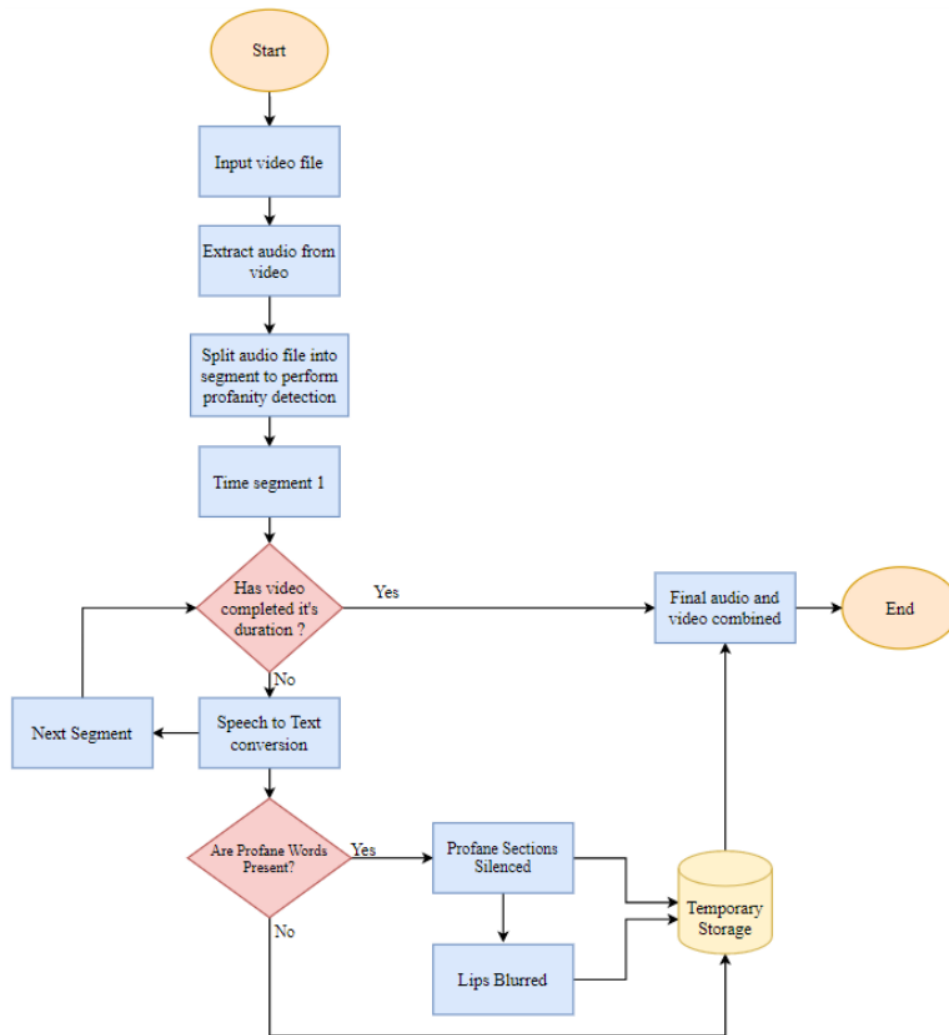 Start
Input video file
Extract audio from
video
Split audio file into
segment to perform
profanity detection
Time segment 1
Has video
completed it's
duration ?
Yes
Final audio and
video combined
End
No
Next Segment
Speech to Text
conversion
Are Profane Words
Present?
Yes
Profane Sections
Silenced
Temporary
Storage
No
Lips Blurred